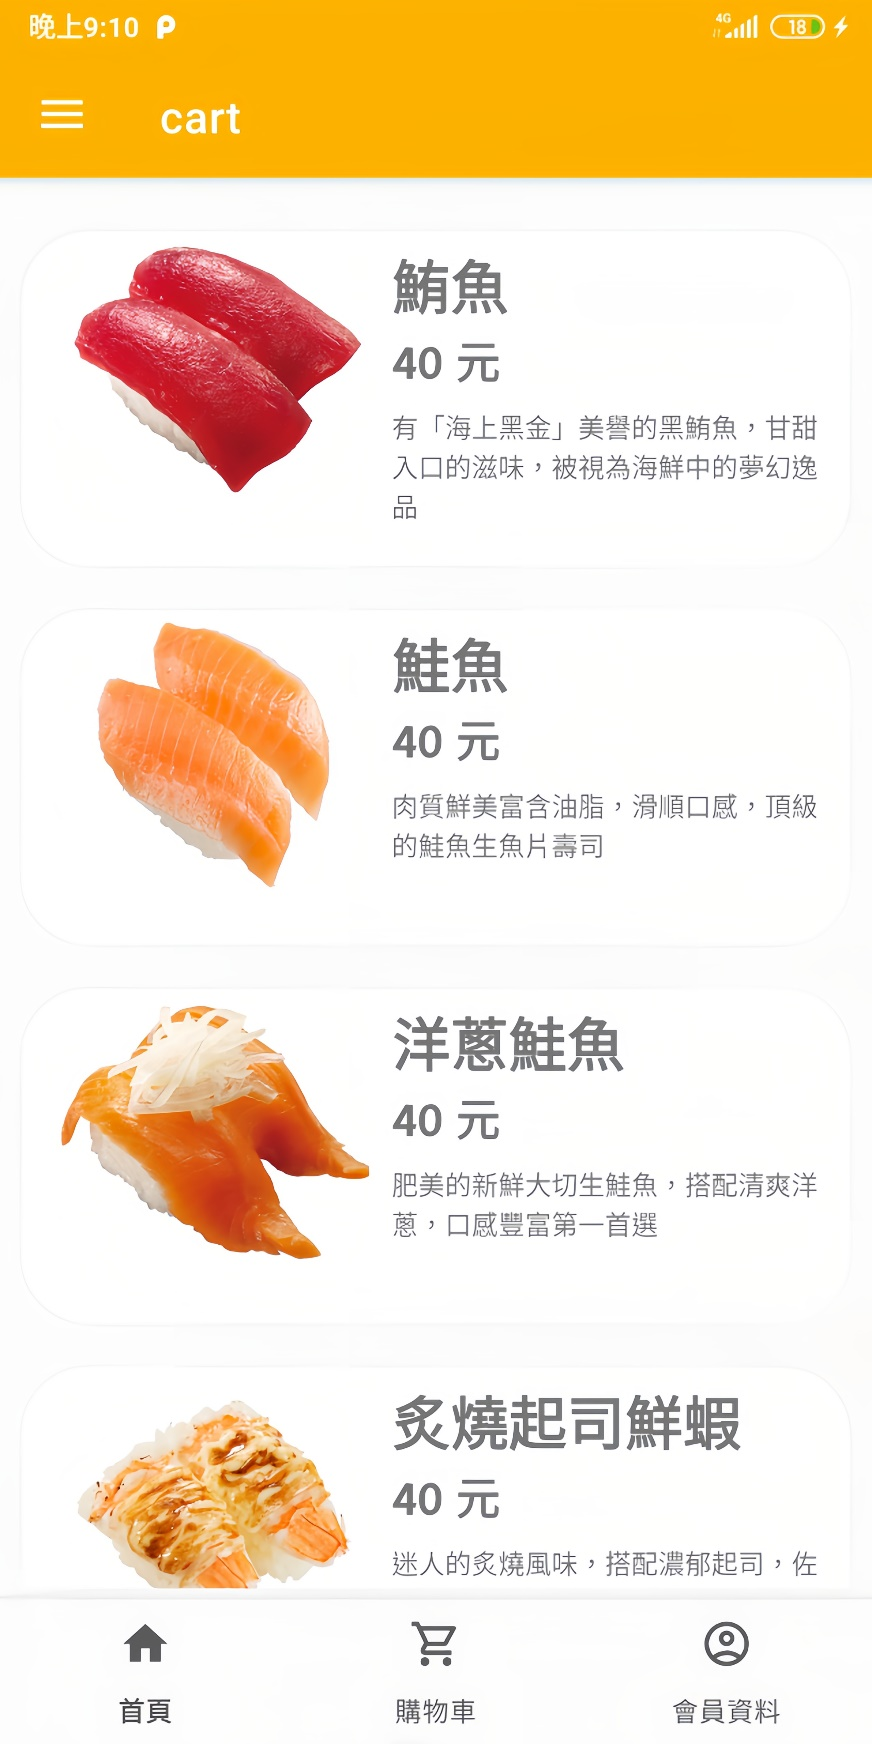 晚上9:10
4G
18
cart
鮪魚
40 元
有「海上黑金」美譽的黑鮪魚，甘甜
入口的滋味，被視為海鮮中的夢幻逸
品
鮭魚
40 元
肉質鮮美富含油脂，滑順口感，頂級
的鮭魚生魚片壽司
洋蔥鮭魚
40 元
肥美的新鮮大切生鮭魚，搭配清爽洋
蔥，口感豐富第一首選
炙燒起司鮮蝦
40 元
迷人的炙燒風味，搭配濃郁起司，佐
首頁
購物車
會員資料